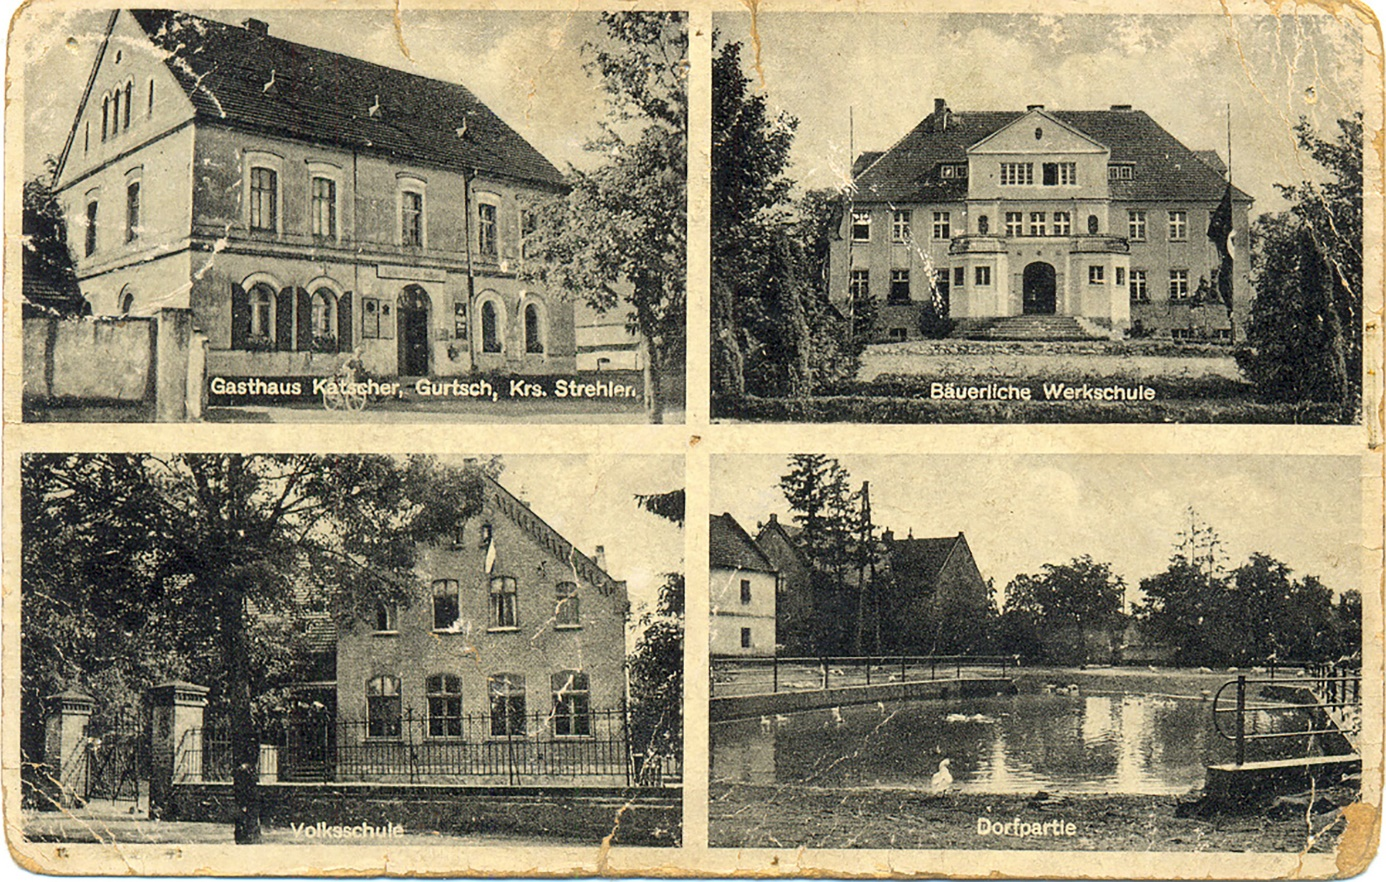 Gasthaus Katscher, Gurtsch, Krs. Strehlen.
Bäuerliche Werkschule
Volksschule
Dorfpartie